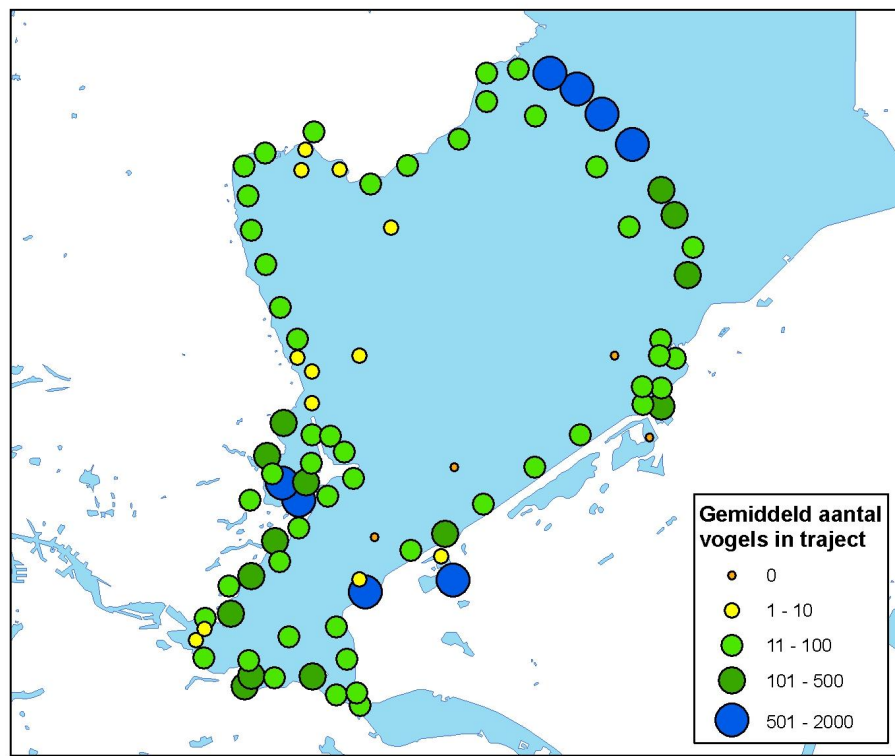 Gemiddeld aantal
vogels in traject
0
1 - 10
11 - 100
101 - 500
501 - 2000